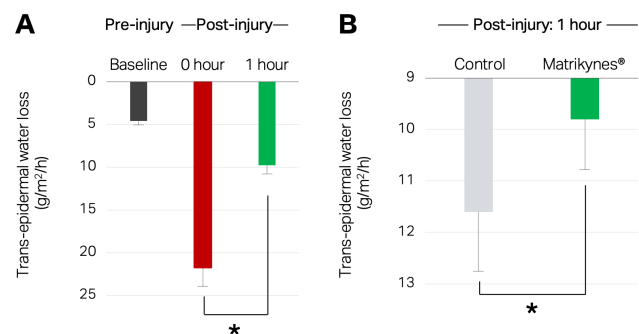 A
Pre-injury
Post-injury
Baseline
0 hour
1 hour
Trans-epidermal water loss
(g/m²/h)
0
5
10
15
20
25
*
B
Post-injury: 1 hour
Control
Matrikynes®
Trans-epidermal water loss
(g/m²/h)
9
10
11
12
13
*